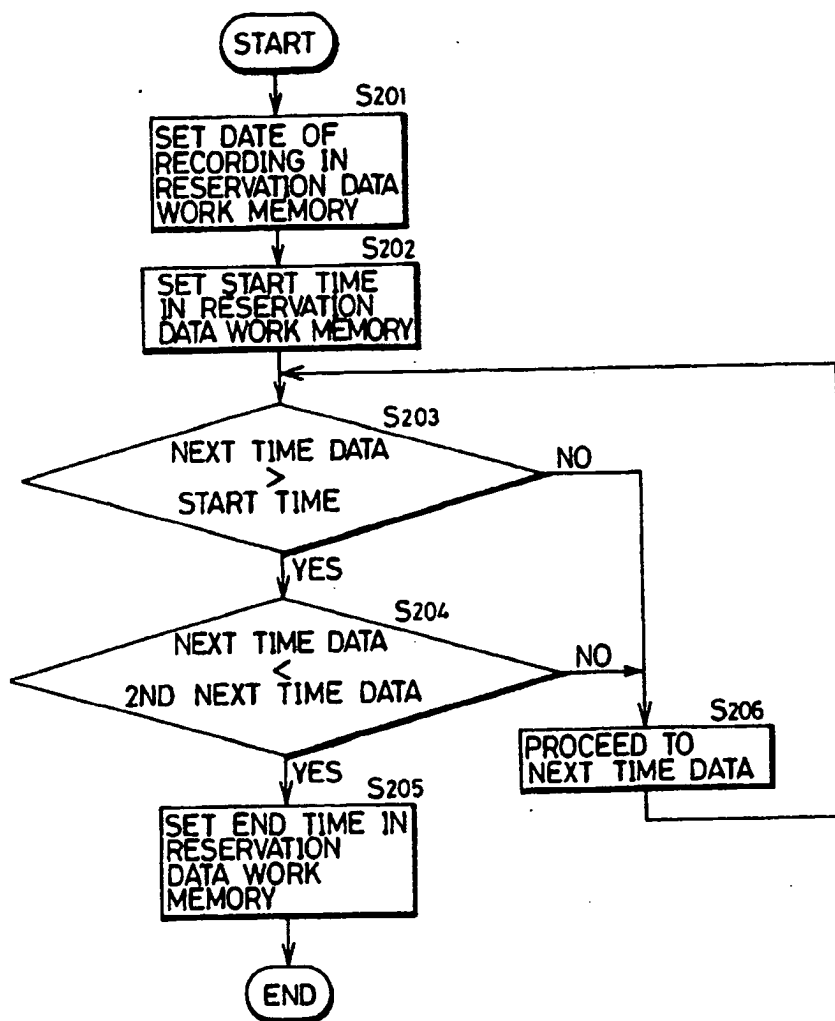 START
S201
SET DATE OF
RECORDING IN
RESERVATION DATA
WORK MEMORY
S202
SET START TIME
IN RESERVATION
DATA WORK MEMORY
S203
NEXT TIME DATA
>
START TIME
NO
YES
S204
NEXT TIME DATA
<
2ND NEXT TIME DATA
NO
YES
S206
PROCEED TO
NEXT TIME DATA
S205
SET END TIME IN
RESERVATION
DATA WORK
MEMORY
END